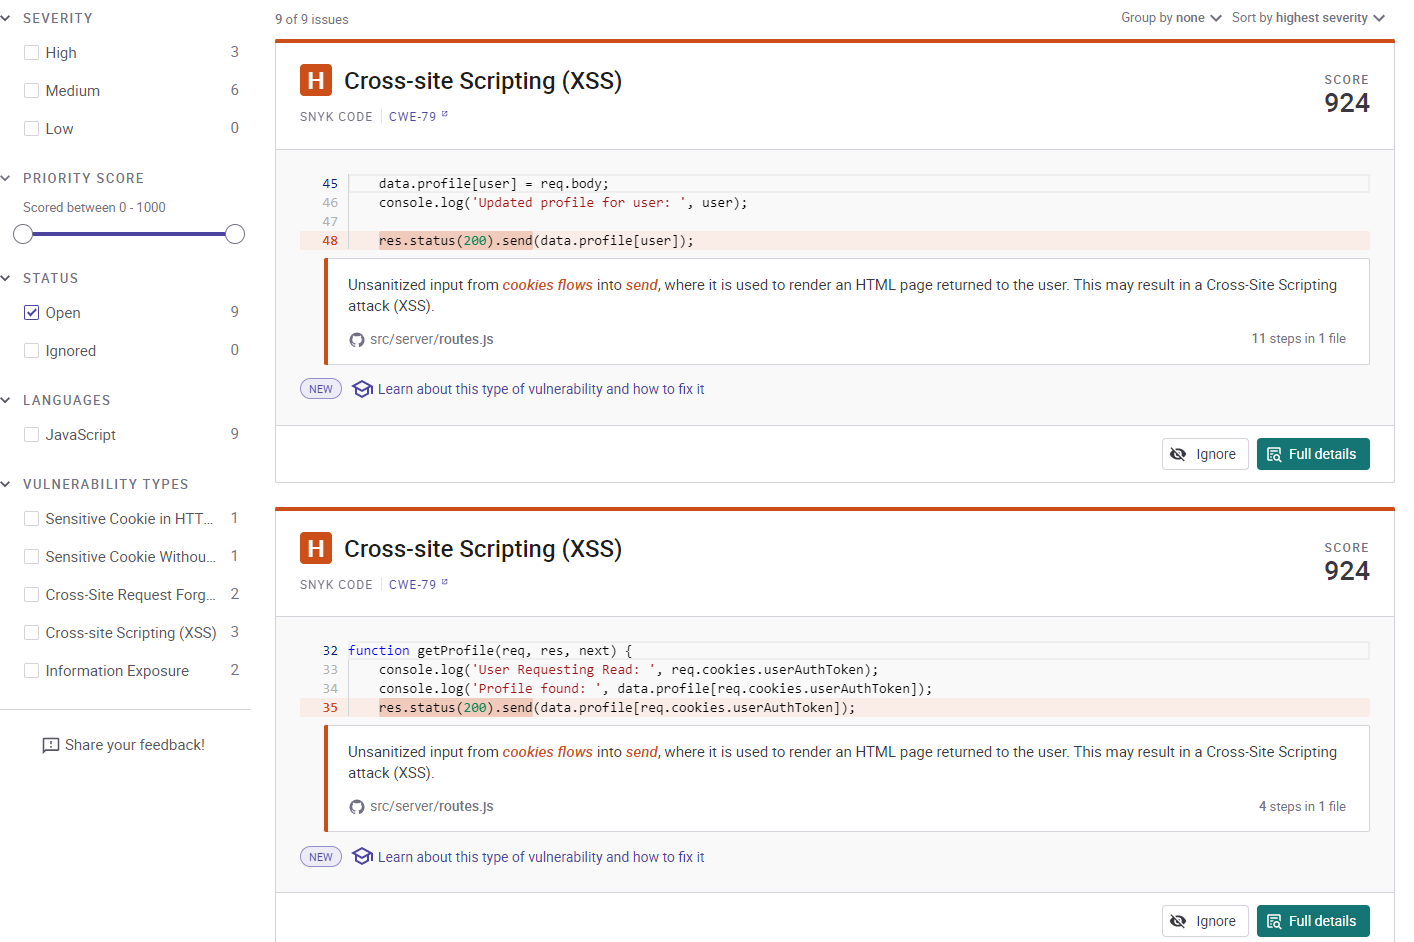 SEVERITY
High 3
Medium 6
Low 0
PRIORITY SCORE
Scored between 0 - 1000
STATUS
Open 9
Ignored 0
LANGUAGES
JavaScript 9
VULNERABILITY TYPES
Sensitive Cookie in HTT... 1
Sensitive Cookie Withou... 1
Cross-Site Request Forg... 2
Cross-site Scripting (XSS) 3
Information Exposure 2
Share your feedback!
9 of 9 issues
Group by none Sort by highest severity
H Cross-site Scripting (XSS)
SNYK CODE CWE-79
SCORE
924
45 data.profile[user] = req.body;
46 console.log('Updated profile for user: ', user);
47
48 res.status(200).send(data.profile[user]);
Unsanitized input from cookies flows into send, where it is used to render an HTML page returned to the user. This may result in a Cross-Site Scripting
attack (XSS).
src/server/routes.js 11 steps in 1 file
NEW Learn about this type of vulnerability and how to fix it
Ignore Full details
H Cross-site Scripting (XSS)
SNYK CODE CWE-79
SCORE
924
32 function getProfile(req, res, next) {
33 console.log('User Requesting Read: ', req.cookies.userAuthToken);
34 console.log('Profile found: ', data.profile[req.cookies.userAuthToken]);
35 res.status(200).send(data.profile[req.cookies.userAuthToken]);
Unsanitized input from cookies flows into send, where it is used to render an HTML page returned to the user. This may result in a Cross-Site Scripting
attack (XSS).
src/server/routes.js 4 steps in 1 file
NEW Learn about this type of vulnerability and how to fix it
Ignore Full details